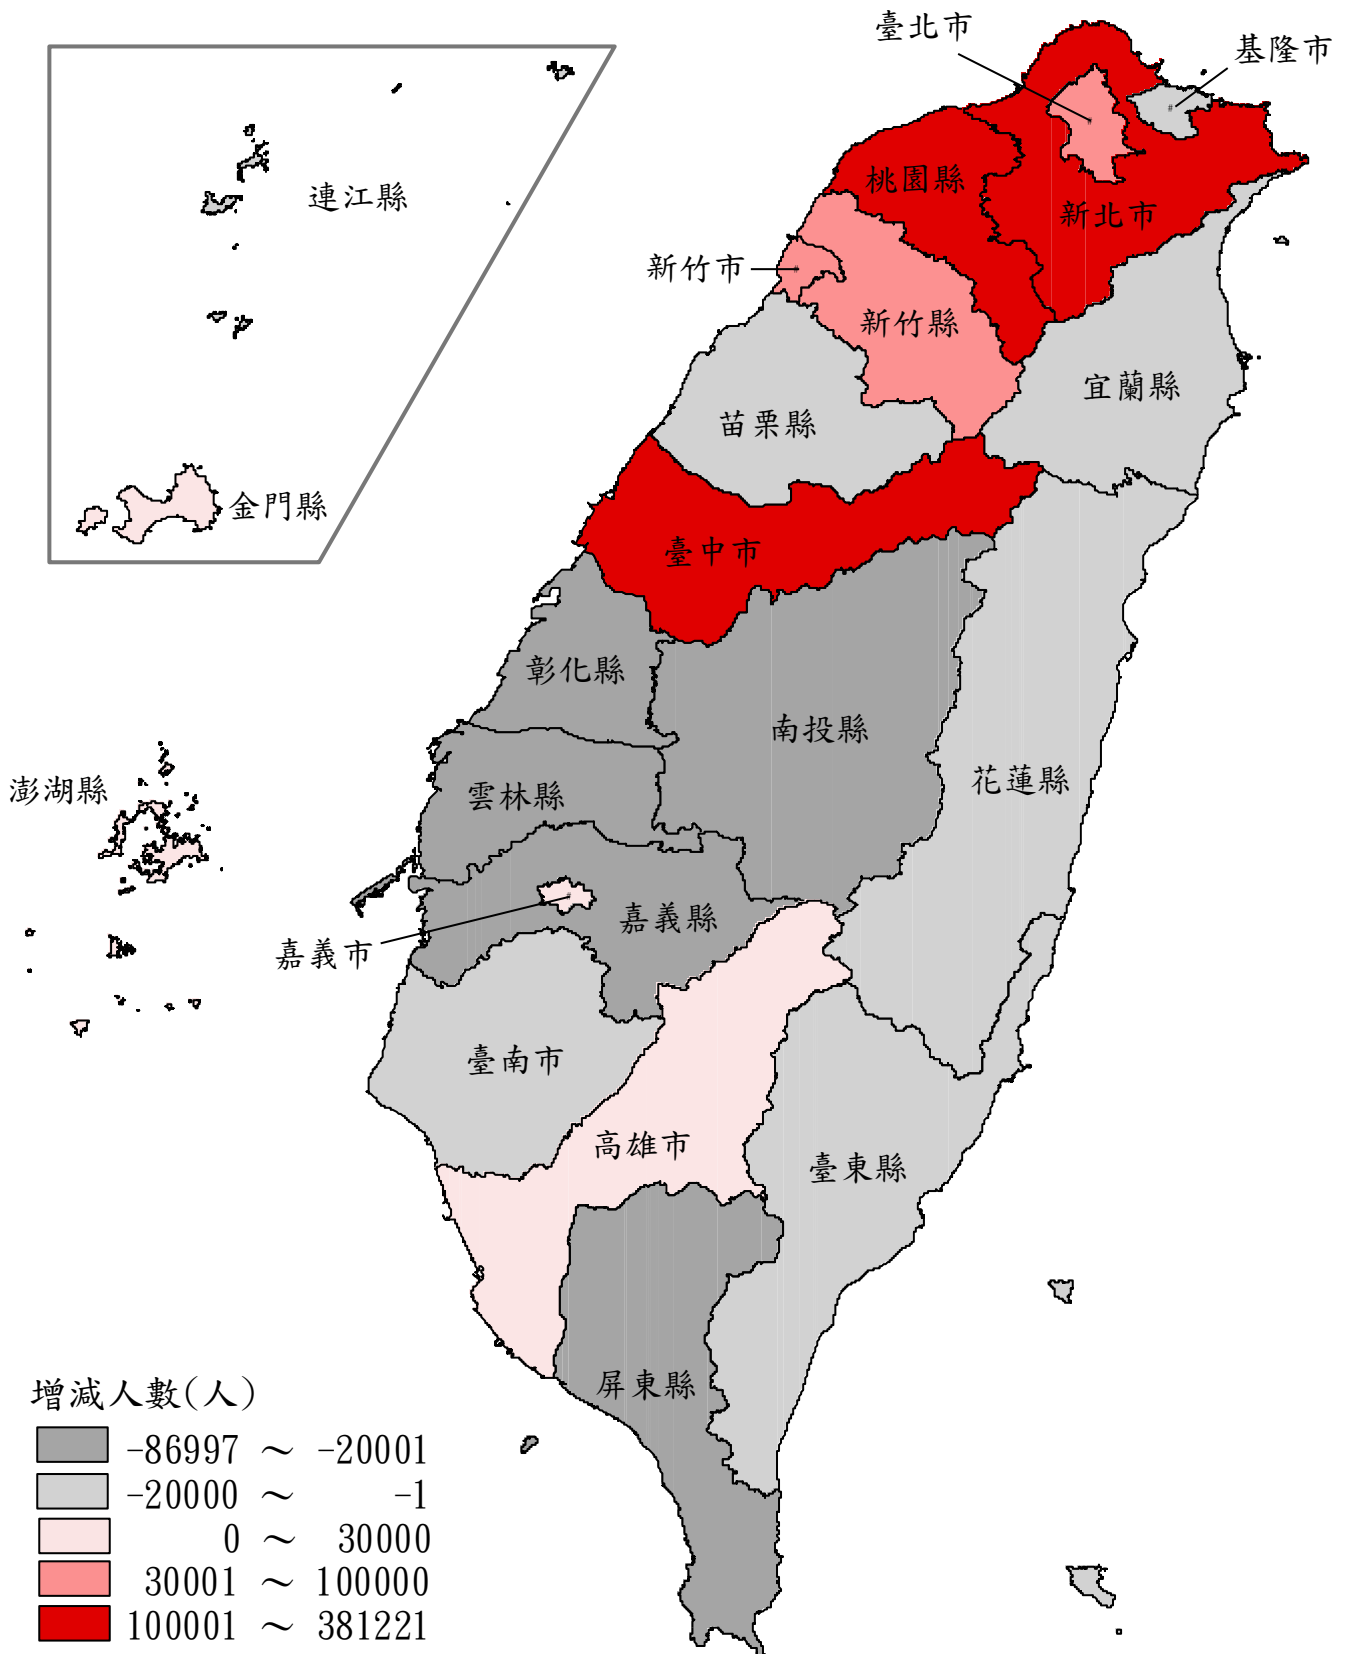 臺北市
基隆市
桃園縣
連江縣
新北市
新竹市
新竹縣
宜蘭縣
苗栗縣
金門縣
臺中市
彰化縣
南投縣
花蓮縣
澎湖縣
雲林縣
嘉義縣
嘉義市
臺南市
高雄市
臺東縣
屏東縣
增減人數(人)
-86997 ～ -20001
-20000 ～ -1
0 ～ 30000
30001 ～ 100000
100001 ～ 381221